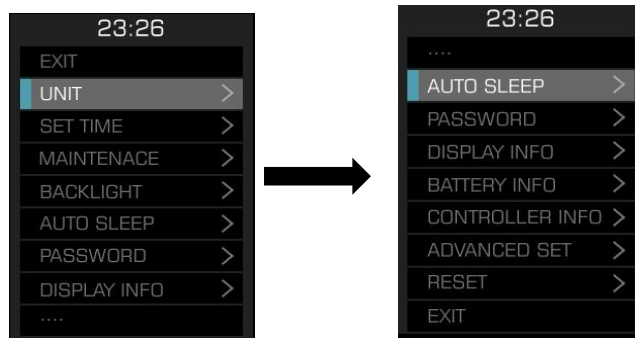 23:26
EXIT
UNIT >
SET TIME >
MAINTENACE >
BACKLIGHT >
AUTO SLEEP >
PASSWORD >
DISPLAY INFO >
....
23:26
....
AUTO SLEEP >
PASSWORD >
DISPLAY INFO >
BATTERY INFO >
CONTROLLER INFO >
ADVANCED SET >
RESET >
EXIT